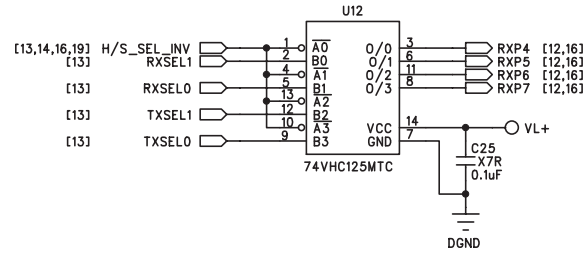 U12
[13,14,16,19] H/S_SEL_INV 1 A0 O/0 3 RXP4 [12,16]
[13] RXSEL1 2 B0 O/1 6 RXP5 [12,16]
4 A1 O/2 11 RXP6 [12,16]
[13] RXSEL0 5 B1 O/3 8 RXP7 [12,16]
13 A2
[13] TXSEL1 12 B2
10 A3 VCC 14 VL+
[13] TXSEL0 9 B3 GND 7
C25
X7R
0.1uF
74VHC125MTC
DGND